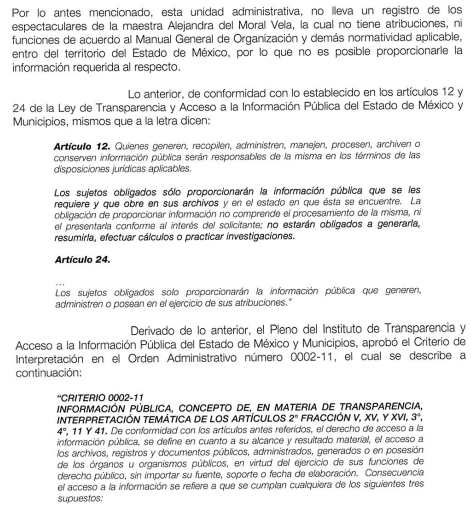 Por lo antes mencionado, esta unidad administrativa, no lleva un registro de los
espectaculares de la maestra Alejandra del Moral Vela, la cual no tiene atribuciones, ni
funciones de acuerdo al Manual General de Organización y demás normatividad aplicable,
entro del territorio del Estado de México, por lo que no es posible proporcionarle la
información requerida al respecto.
Lo anterior, de conformidad con lo establecido en los artículos 12 y
24 de la Ley de Transparencia y Acceso a la Información Pública del Estado de México y
Municipios, mismos que a la letra dicen:
Artículo 12. Quienes generen, recopilen, administren, manejen, procesen, archiven o
conserven información pública serán responsables de la misma en los términos de las
disposiciones jurídicas aplicables.
Los sujetos obligados sólo proporcionarán la información pública que se les
requiere y que obre en sus archivos y en el estado en que ésta se encuentre. La
obligación de proporcionar información no comprende el procesamiento de la misma, ni
el presentarla conforme al interés del solicitante; no estarán obligados a generarla,
resumirla, efectuar cálculos o practicar investigaciones.
Artículo 24.
...
Los sujetos obligados solo proporcionarán la información pública que generen,
administren o posean en el ejercicio de sus atribuciones."
Derivado de lo anterior, el Pleno del Instituto de Transparencia y
Acceso a la Información Pública del Estado de México y Municipios, aprobó el Criterio de
Interpretación en el Orden Administrativo número 0002-11, el cual se describe a
continuación:
"CRITERIO 0002-11
INFORMACIÓN PÚBLICA, CONCEPTO DE, EN MATERIA DE TRANSPARENCIA,
INTERPRETACIÓN TEMÁTICA DE LOS ARTÍCULOS 2° FRACCIÓN V, XV, Y XVI, 3°,
4°, 11 Y 41. De conformidad con los artículos antes referidos, el derecho de acceso a la
información pública, se define en cuanto a su alcance y resultado material, el acceso a
los archivos, registros y documentos públicos, administrados, generados o en posesión
de los órganos u organismos públicos, en virtud del ejercicio de sus funciones de
derecho público, sin importar su fuente, soporte o fecha de elaboración. Consecuencia
el acceso a la información se refiere a que se cumplan cualquiera de los siguientes tres
supuestos: